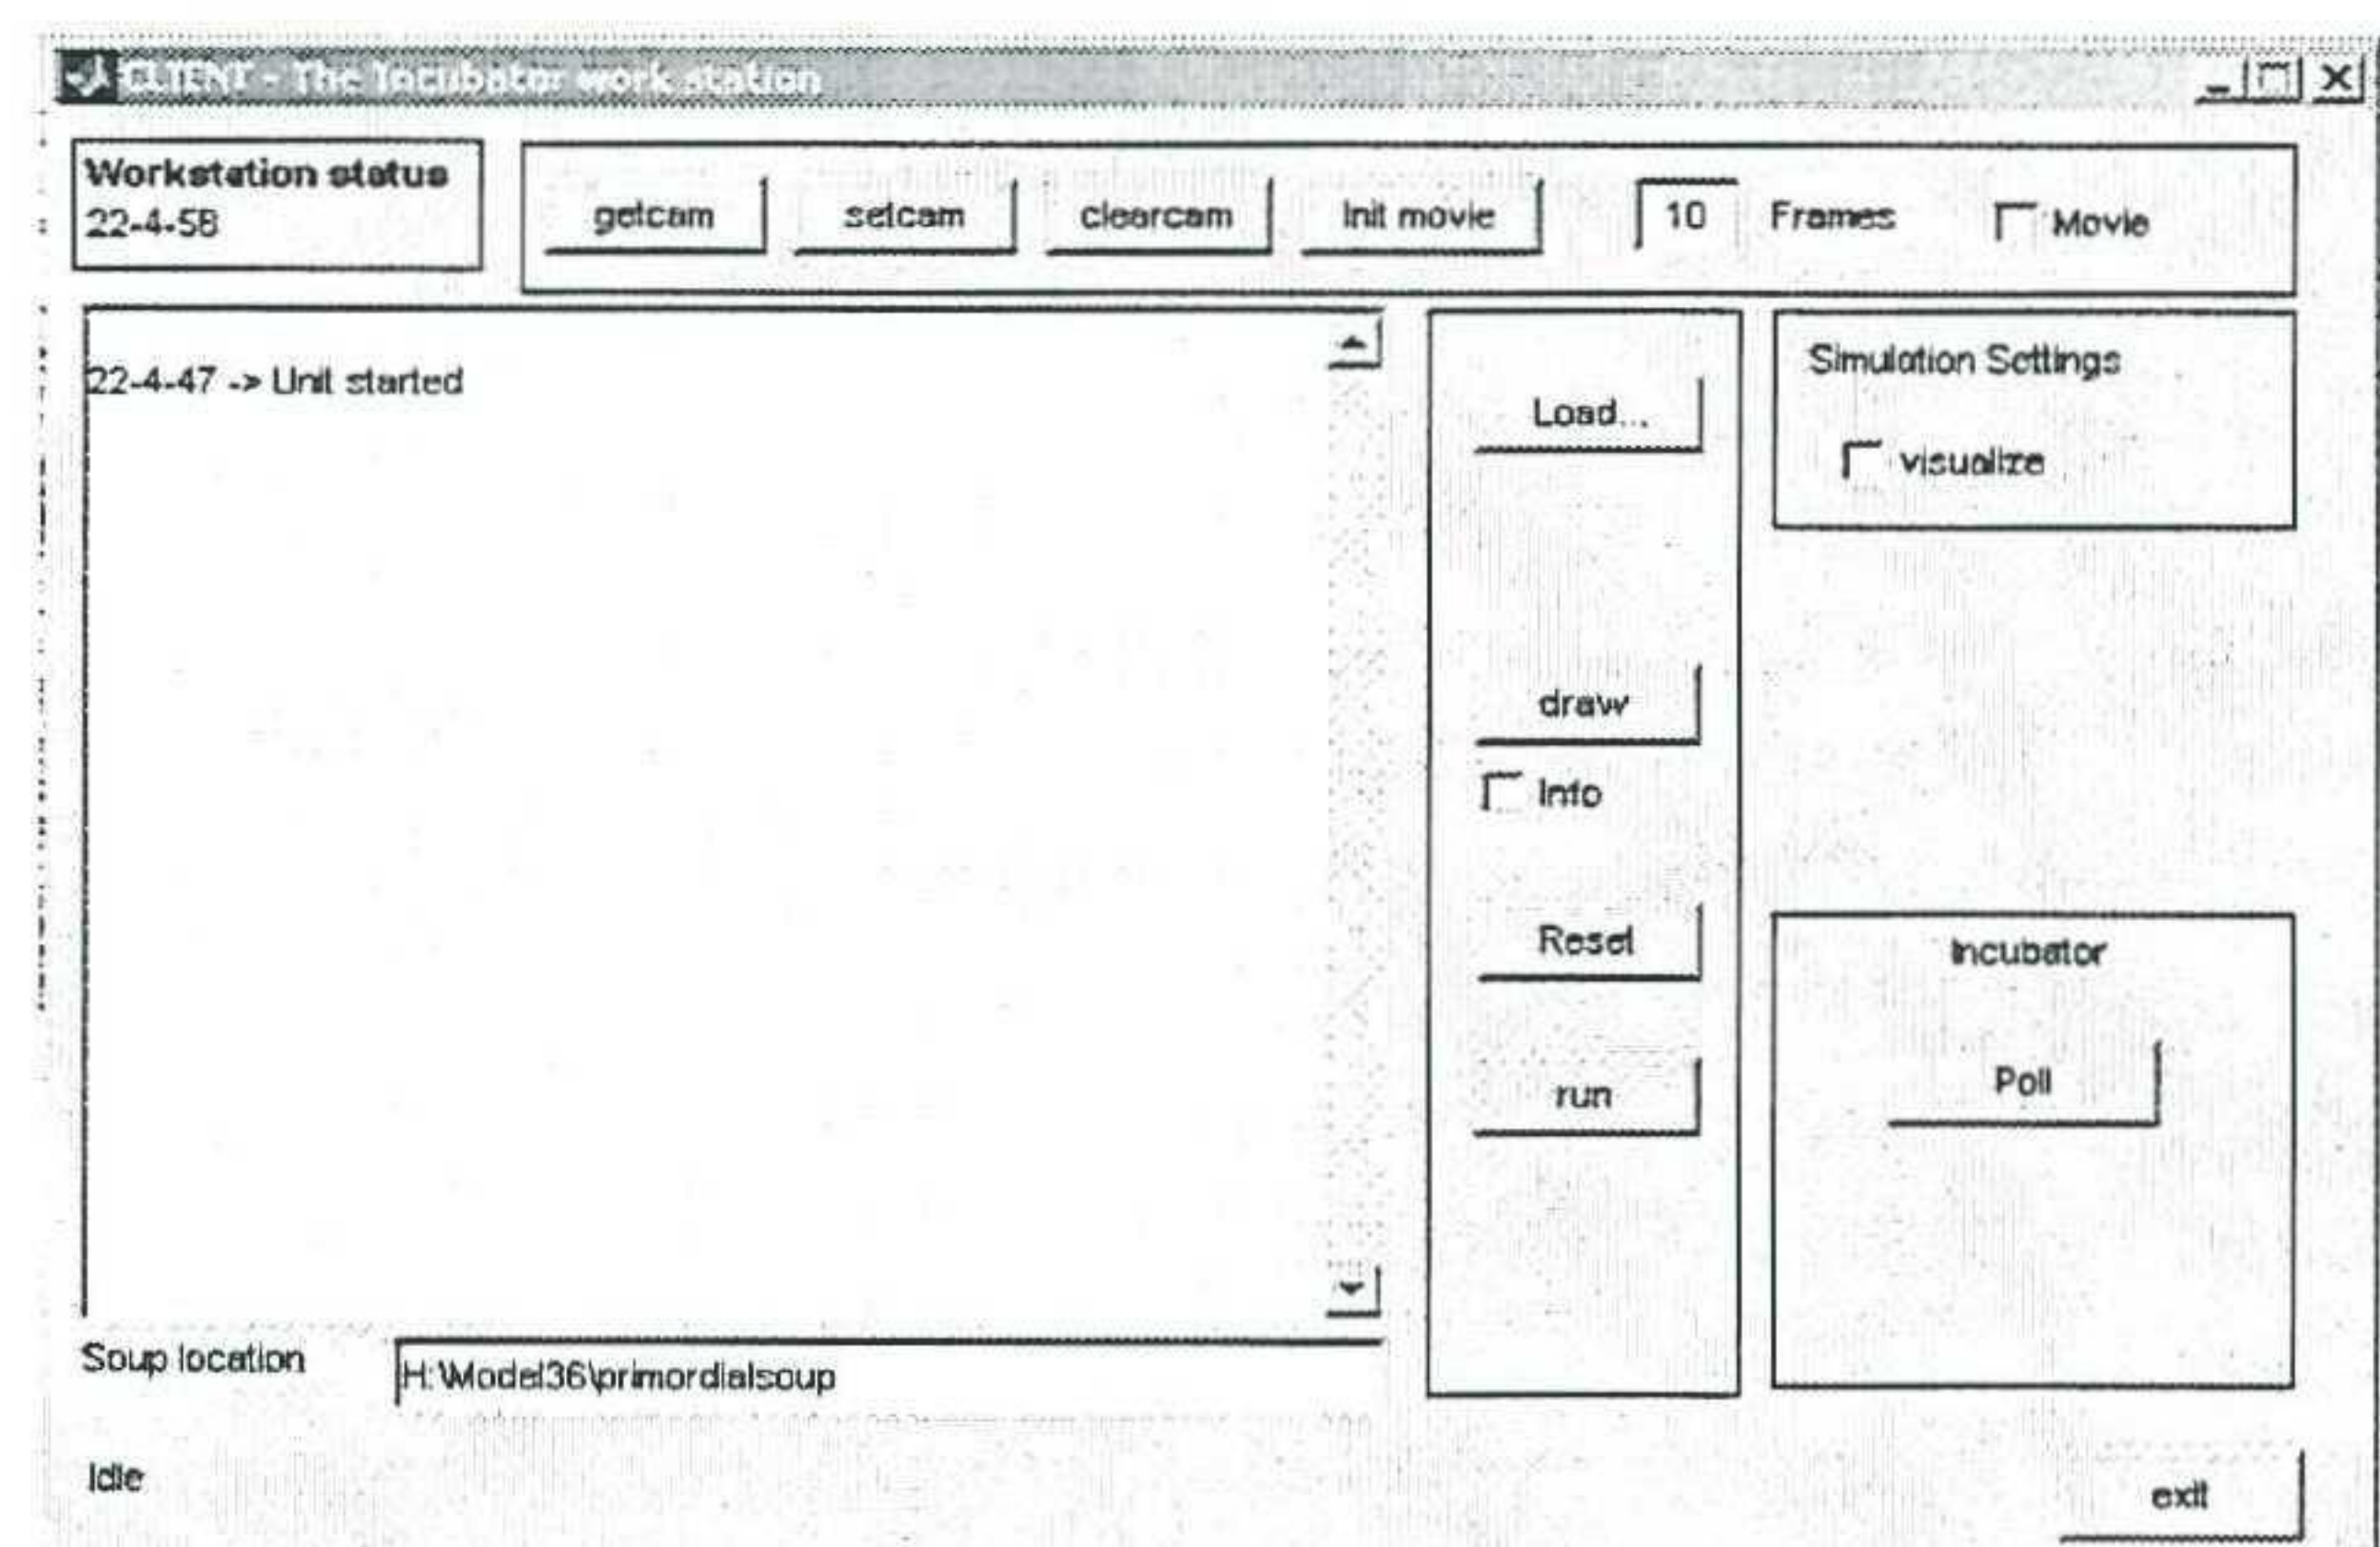 CLIENT - The Incubator work station
Workstation status
22-4-58
getcam
setcam
clearcam
Init movie
10
Frames
Movie
22-4-47 -> Unit started
Load...
draw
Info
Reset
run
Simulation Settings
visualize
Incubator
Poll
Soup location
H:\Model36\primordialsoup
Idle
exit